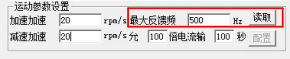 运动参数设置
加速加速 20 rpm/s 最大反馈频 500 Hz 读取
减速加速 20 rpm/s 允 100 倍电流输 100 秒 配置